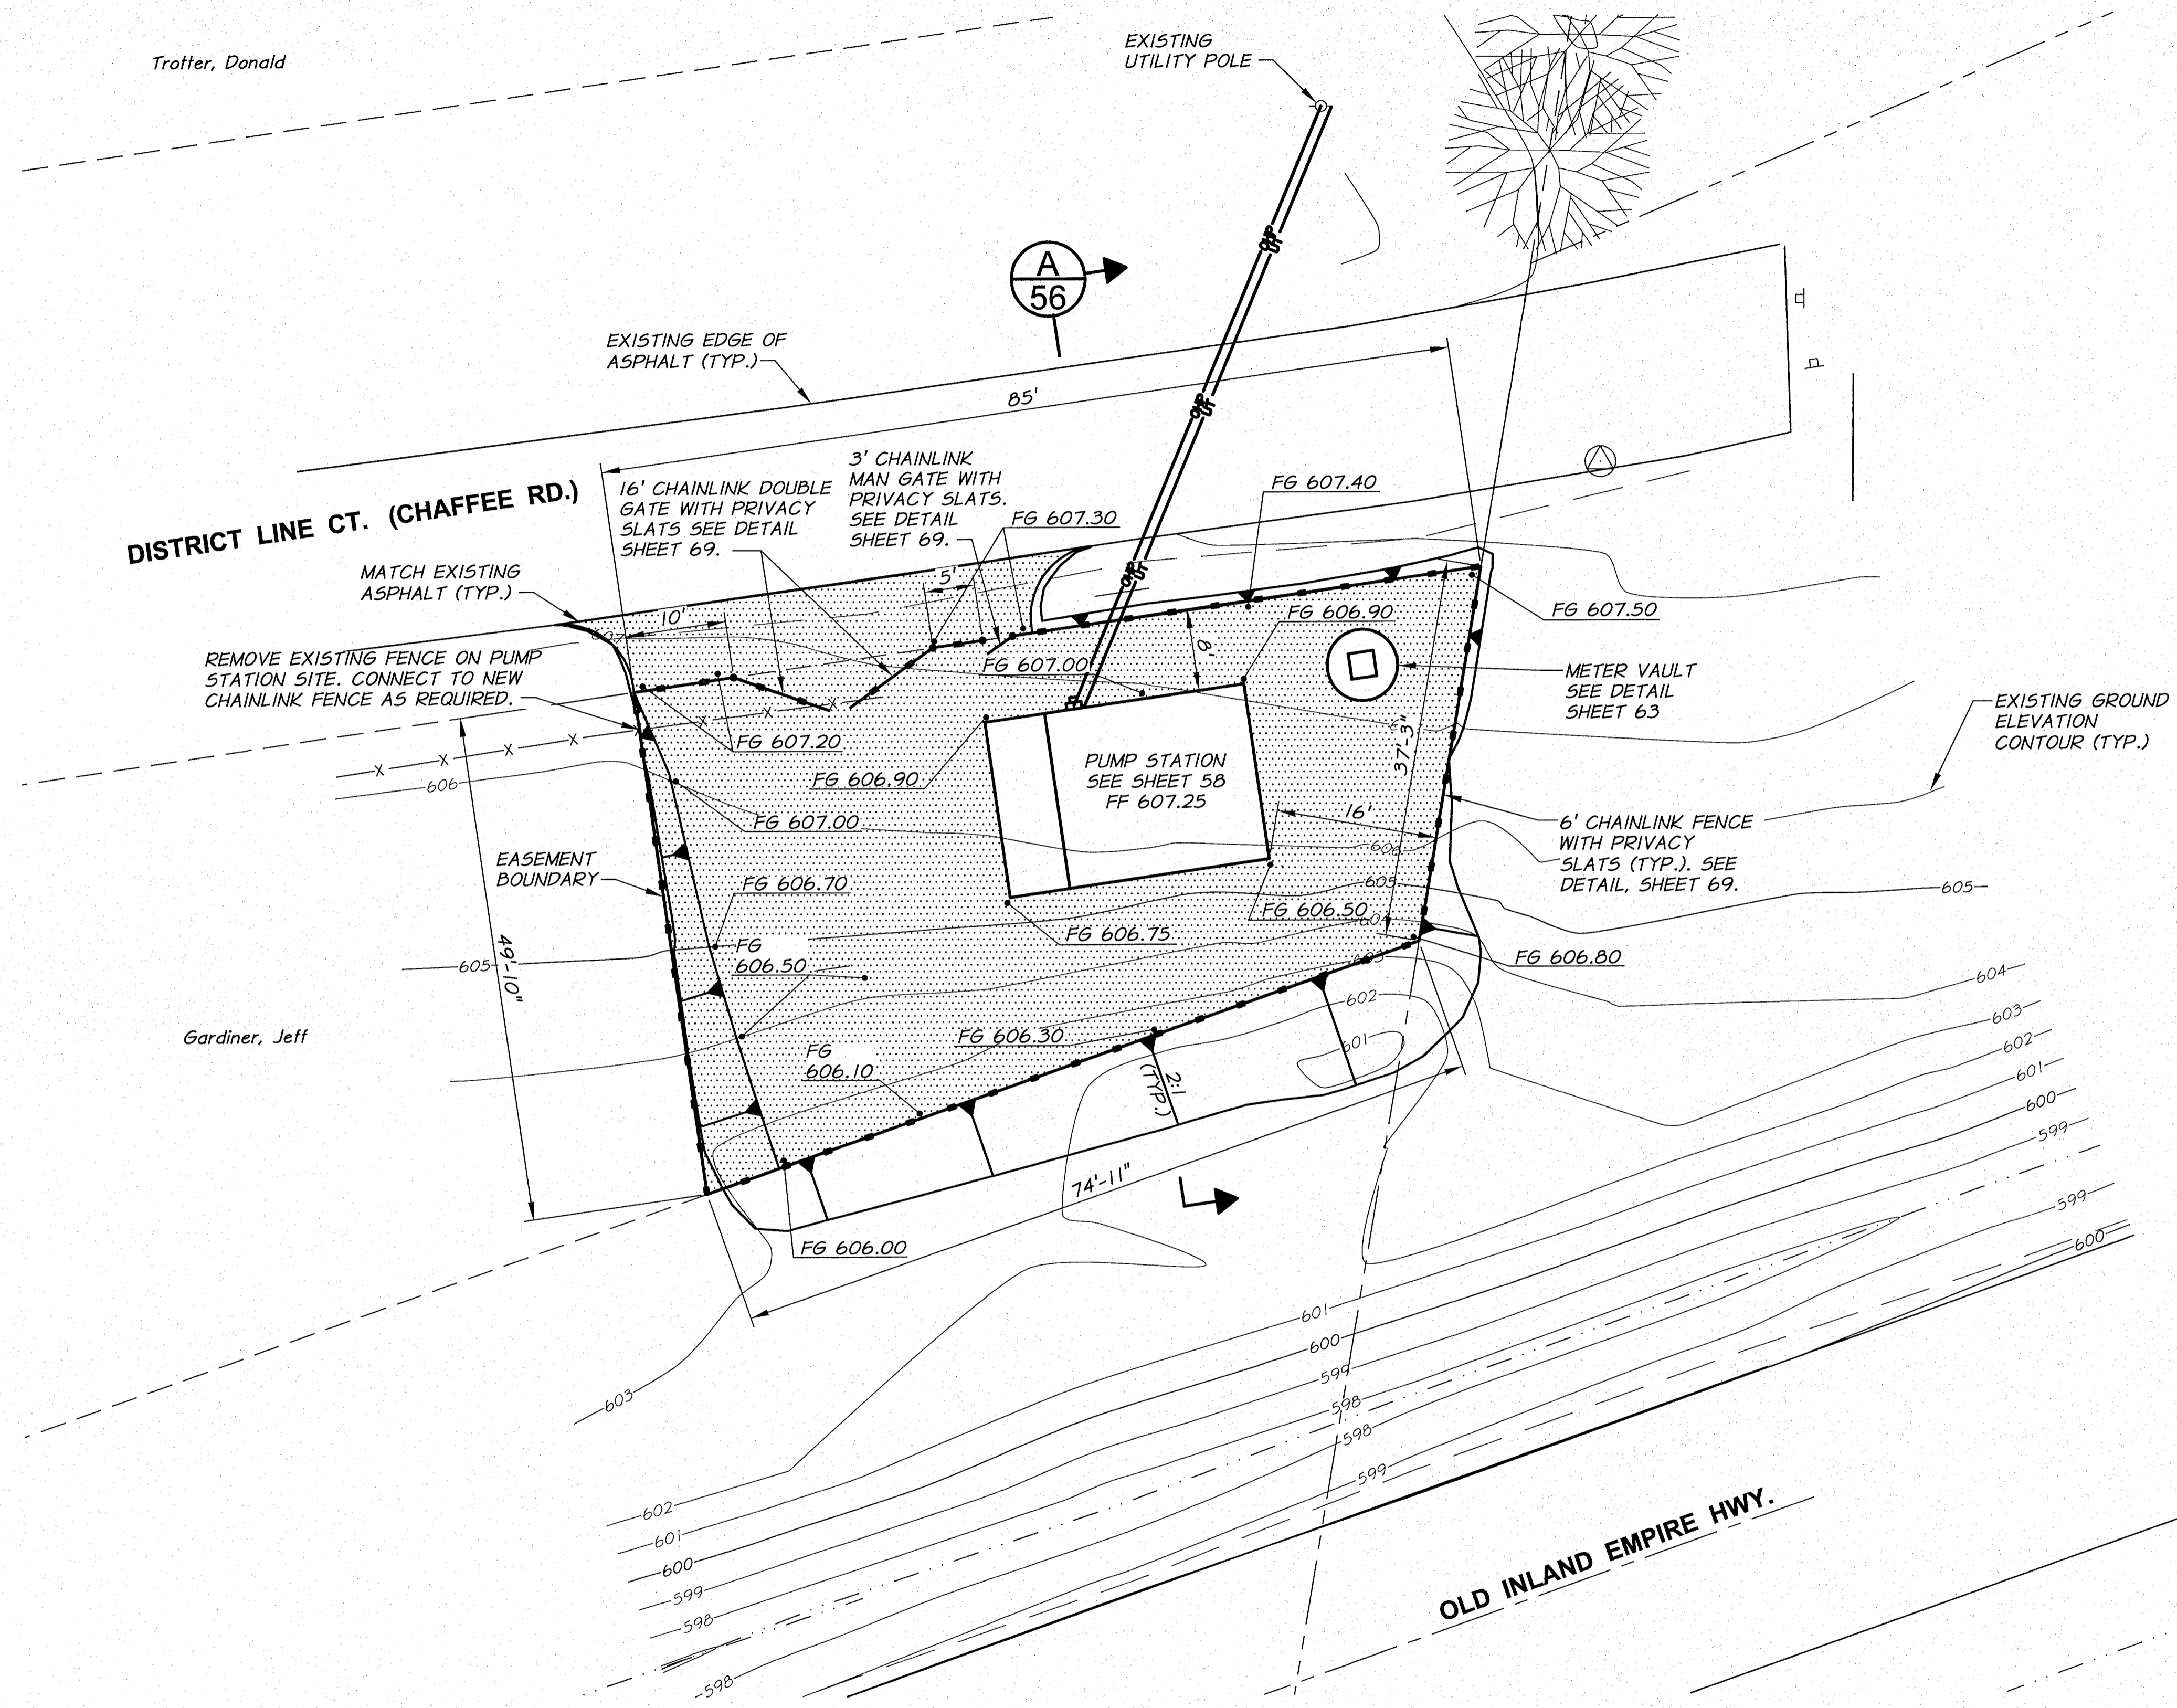 Trotter, Donald
EXISTING
UTILITY POLE
A
56
EXISTING EDGE OF
ASPHALT (TYP.)
85'
DISTRICT LINE CT. (CHAFFEE RD.)
16' CHAINLINK DOUBLE
GATE WITH PRIVACY
SLATS SEE DETAIL
SHEET 69.
3' CHAINLINK
MAN GATE WITH
PRIVACY SLATS.
SEE DETAIL
SHEET 69.
FG 607.30
FG 607.40
MATCH EXISTING
ASPHALT (TYP.)
10'
5'
OHP
UT
OHP
UT
OHP
UT
FG 606.90
FG 607.50
REMOVE EXISTING FENCE ON PUMP
STATION SITE. CONNECT TO NEW
CHAINLINK FENCE AS REQUIRED.
FG 607.00
8'
METER VAULT
SEE DETAIL
SHEET 63
EXISTING GROUND
ELEVATION
CONTOUR (TYP.)
X X X X X X X
FG 607.20
37'-3"
606
FG 606.90
PUMP STATION
SEE SHEET 58
FF 607.25
16'
FG 607.00
606
6' CHAINLINK FENCE
WITH PRIVACY
SLATS (TYP.). SEE
DETAIL, SHEET 69.
EASEMENT
BOUNDARY
FG 606.70
605
605
FG 606.50
604
FG 606.75
FG
606.50
605
49'-10"
603
FG 606.80
604
602
603
Gardiner, Jeff
FG 606.30
601
602
FG
606.10
2:1
(TYP.)
601
600
599
74'-11"
599
600
FG 606.00
601
600
599
603
598
598
599
602
601
600
599
598
598
OLD INLAND EMPIRE HWY.